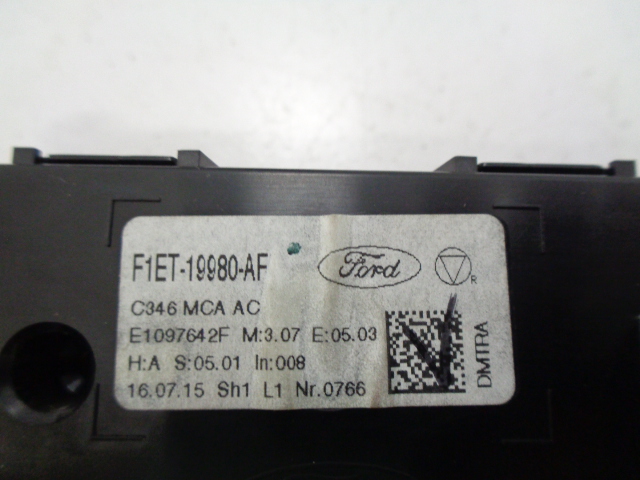 F1ET-19980-AF
Ford
R
C346 MCA AC
E1097642F M:3.07 E:05.03
H:A S:05.01 In:008
16.07.15 Sh1 L1 Nr.0766
DMTRA